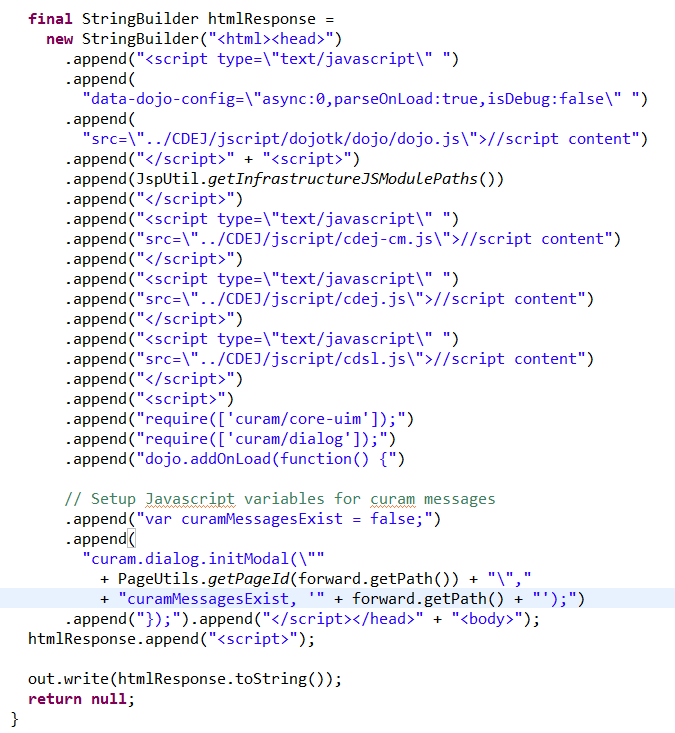 final StringBuilder htmlResponse =
new StringBuilder("<html><head>")
.append("<script type=\"text/javascript\" ")
.append(
"data-dojo-config=\"async:0,parseOnLoad:true,isDebug:false\" ")
.append(
"src=\"../CDEJ/jscript/dojotk/dojo/dojo.js\">//script content")
.append("</script>" + "<script>")
.append(JspUtil.getInfrastructureJSModulePaths())
.append("</script>")
.append("<script type=\"text/javascript\" ")
.append("src=\"../CDEJ/jscript/cdej-cm.js\">//script content")
.append("</script>")
.append("<script type=\"text/javascript\" ")
.append("src=\"../CDEJ/jscript/cdej.js\">//script content")
.append("</script>")
.append("<script type=\"text/javascript\" ")
.append("src=\"../CDEJ/jscript/cdsl.js\">//script content")
.append("</script>")
.append("<script>")
.append("require(['curam/core-uim']);")
.append("require(['curam/dialog']);")
.append("dojo.addOnLoad(function() {")
// Setup Javascript variables for curam messages
.append("var curamMessagesExist = false;")
.append(
"curam.dialog.initModal(\""
+ PageUtils.getPageId(forward.getPath()) + "\","
+ "curamMessagesExist, '" + forward.getPath() + "');")
.append("});").append("</script></head>" + "<body>");
htmlResponse.append("<script>");
out.write(htmlResponse.toString());
return null;
}